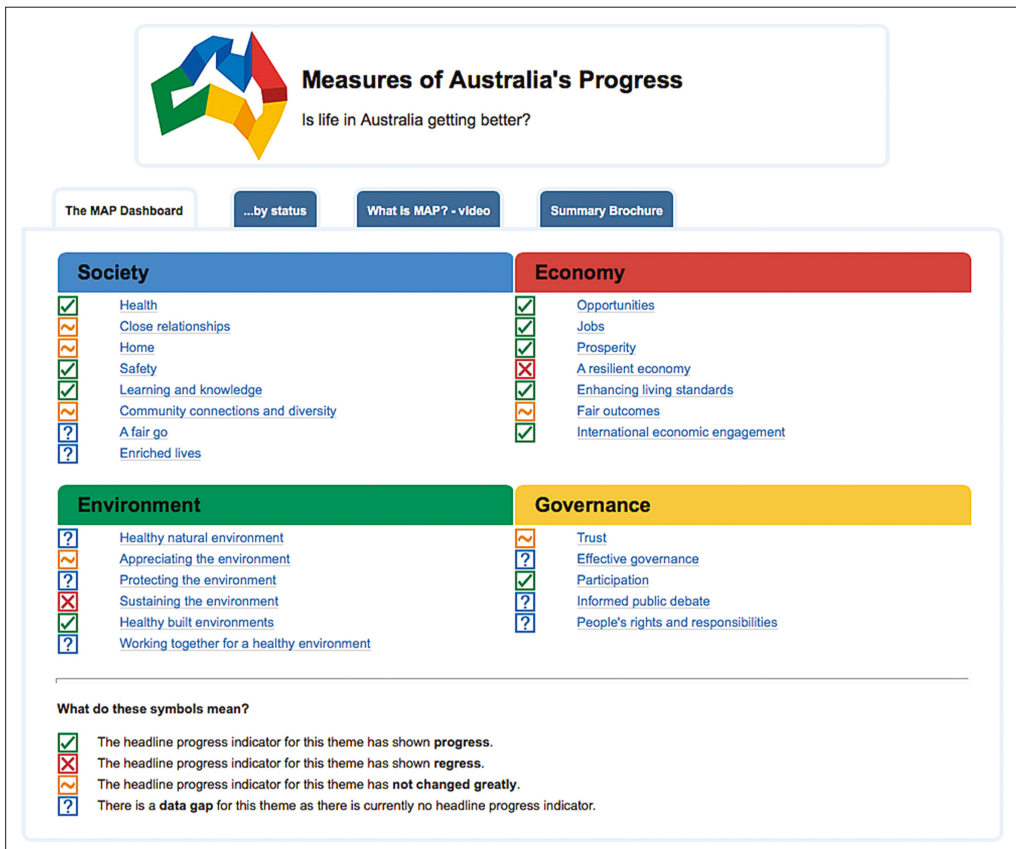 Measures of Australia's Progress
Is life in Australia getting better?
The MAP Dashboard
...by status
What is MAP? - video
Summary Brochure
Society
Health
Close relationships
Home
Safety
Learning and knowledge
Community connections and diversity
A fair go
Enriched lives
Economy
Opportunities
Jobs
Prosperity
A resilient economy
Enhancing living standards
Fair outcomes
International economic engagement
Environment
Healthy natural environment
Appreciating the environment
Protecting the environment
Sustaining the environment
Healthy built environments
Working together for a healthy environment
Governance
Trust
Effective governance
Participation
Informed public debate
People's rights and responsibilities
What do these symbols mean?
The headline progress indicator for this theme has shown progress.
The headline progress indicator for this theme has shown regress.
The headline progress indicator for this theme has not changed greatly.
There is a data gap for this theme as there is currently no headline progress indicator.